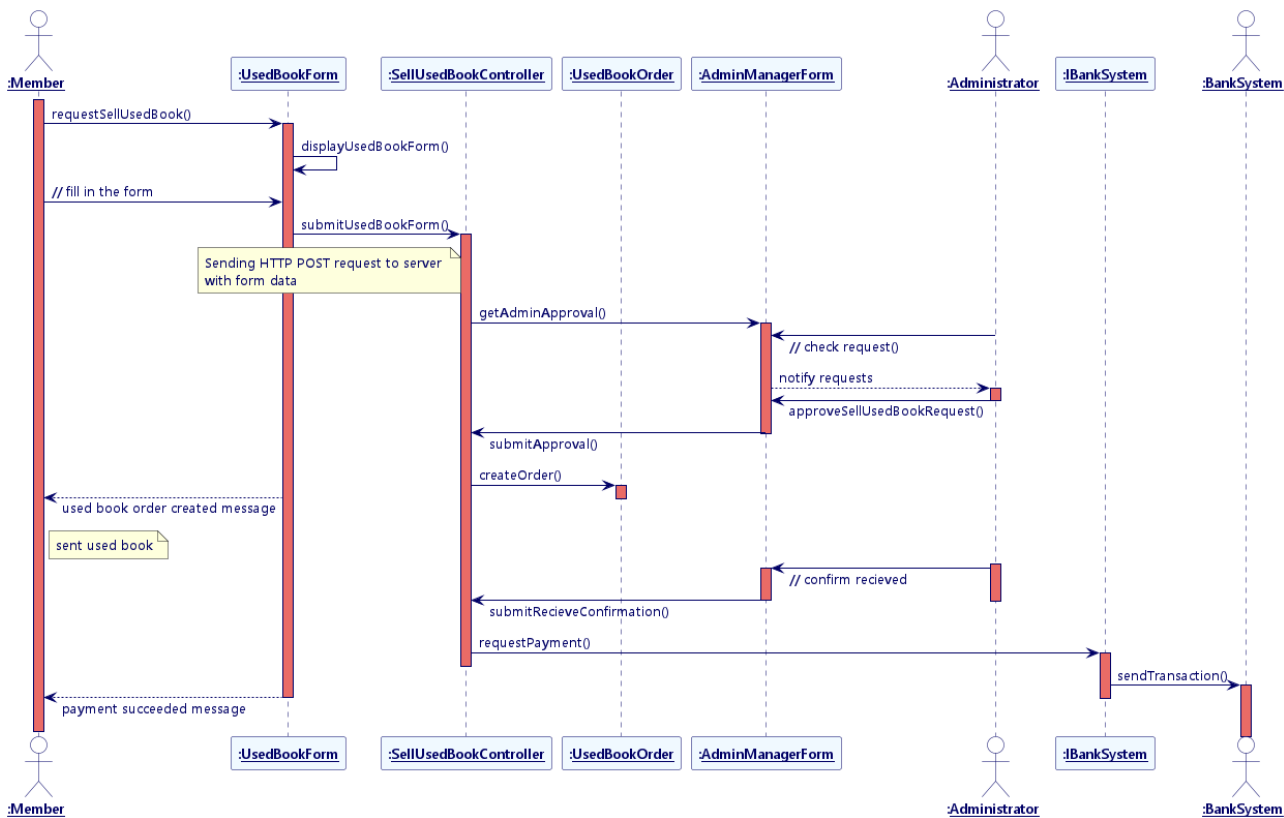 :Member
:UsedBookForm
:SellUsedBookController
:UsedBookOrder
:AdminManagerForm
:Administrator
:IBankSystem
:BankSystem
requestSellUsedBook()
displayUsedBookForm()
// fill in the form
submitUsedBookForm()
Sending HTTP POST request to server
with form data
getAdminApproval()
// check request()
notify requests
approveSellUsedBookRequest()
submitApproval()
createOrder()
used book order created message
sent used book
// confirm recieved
submitRecieveConfirmation()
requestPayment()
sendTransaction()
payment succeeded message
:Member
:UsedBookForm
:SellUsedBookController
:UsedBookOrder
:AdminManagerForm
:Administrator
:IBankSystem
:BankSystem